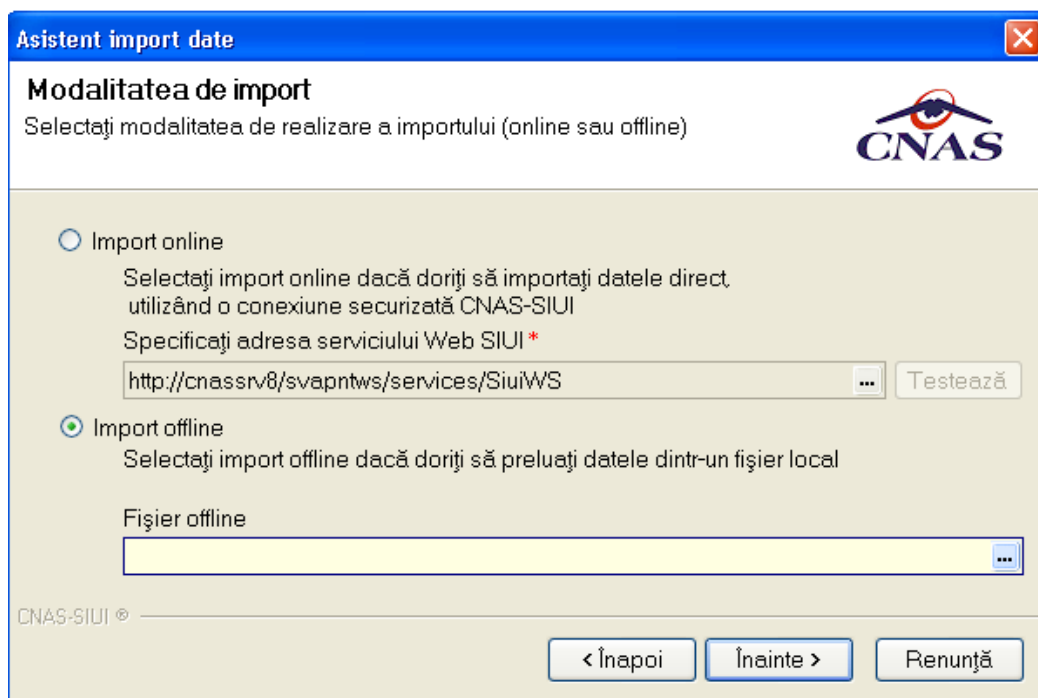 Asistent import date
Modalitatea de import
Selectaţi modalitatea de realizare a importului (online sau offline)
CNAS
Import online
Selectaţi import online dacă doriţi să importaţi datele direct,
utilizând o conexiune securizată CNAS-SIUI
Specificaţi adresa serviciului Web SIUI *
http://cnassrv8/svapntws/services/SiuiWS ... Testează
Import offline
Selectaţi import offline dacă doriţi să preluaţi datele dintr-un fişier local
Fişier offline
...
CNAS-SIUI ®
< Înapoi Înainte > Renunţă